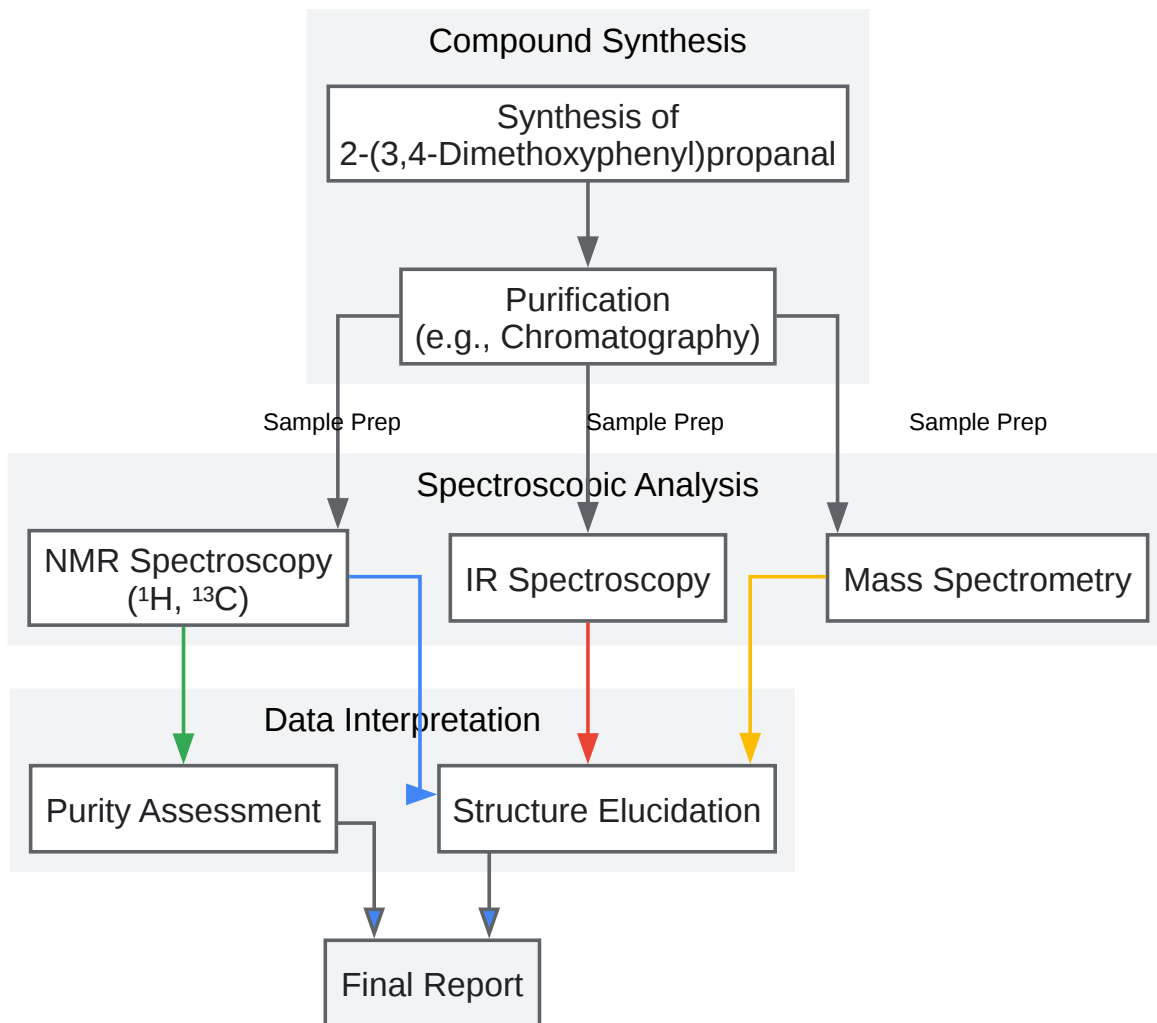 Compound Synthesis
Synthesis of
2-(3,4-Dimethoxyphenyl)propanal
Purification
(e.g., Chromatography)
Sample Prep
Sample Prep
Sample Prep
Spectroscopic Analysis
NMR Spectroscopy
(¹H, ¹³C)
IR Spectroscopy
Mass Spectrometry
Data Interpretation
Purity Assessment
Structure Elucidation
Final Report